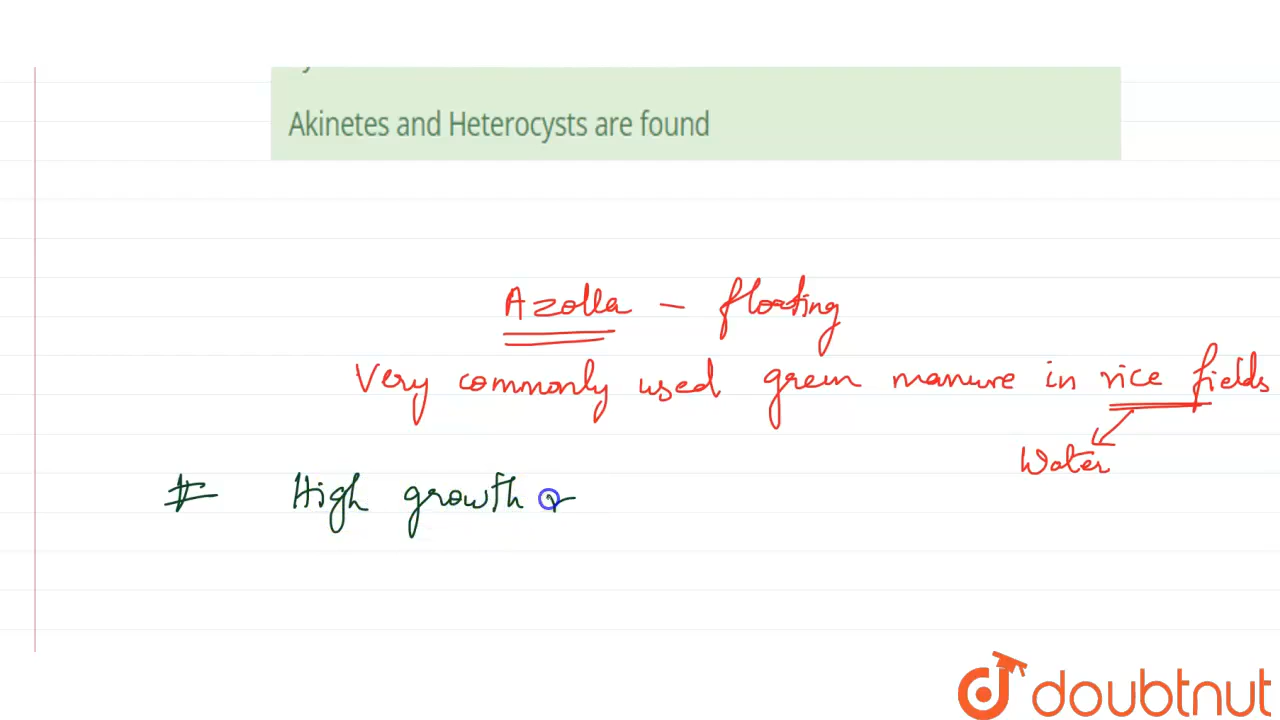 Akinetes and Heterocysts are found
Azolla - floating
Very commonly used green manure in rice fields
Water
# High growth r
doubtnut